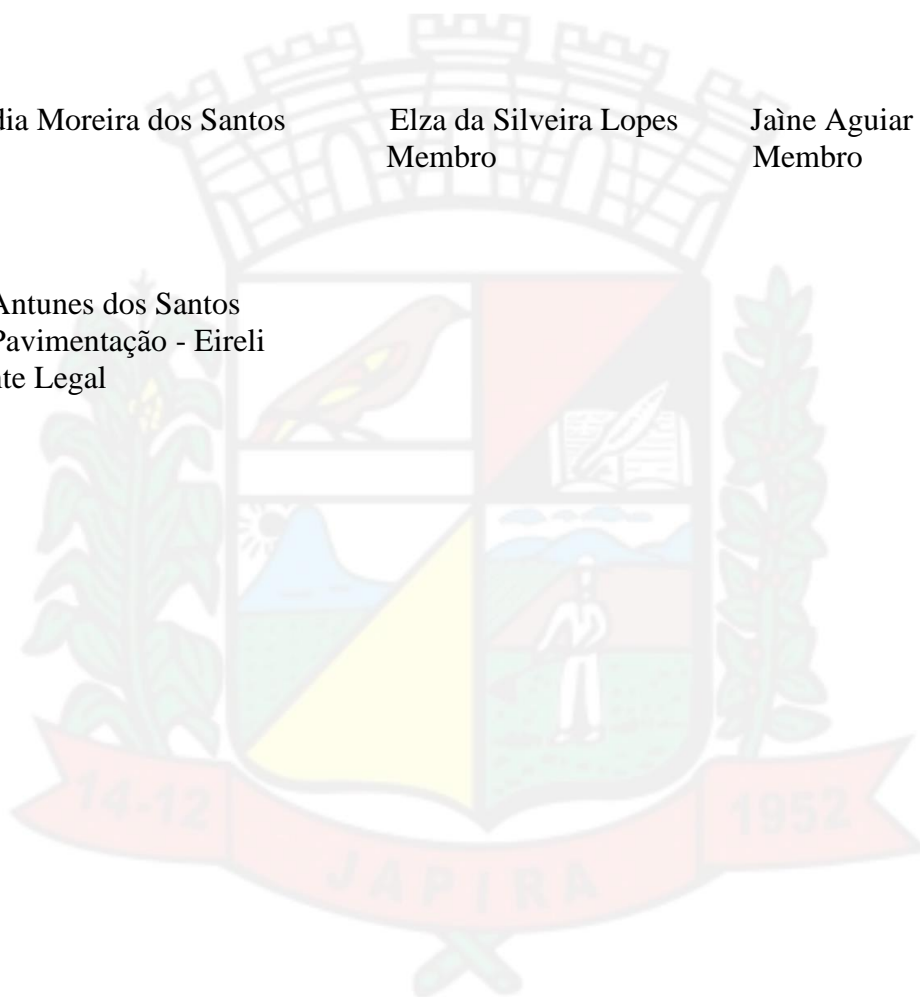 dia Moreira dos Santos Elza da Silveira Lopes Jaìne Aguiar
Membro Membro
Antunes dos Santos
Pavimentação - Eireli
te Legal
14-12 1952
JAPIRA